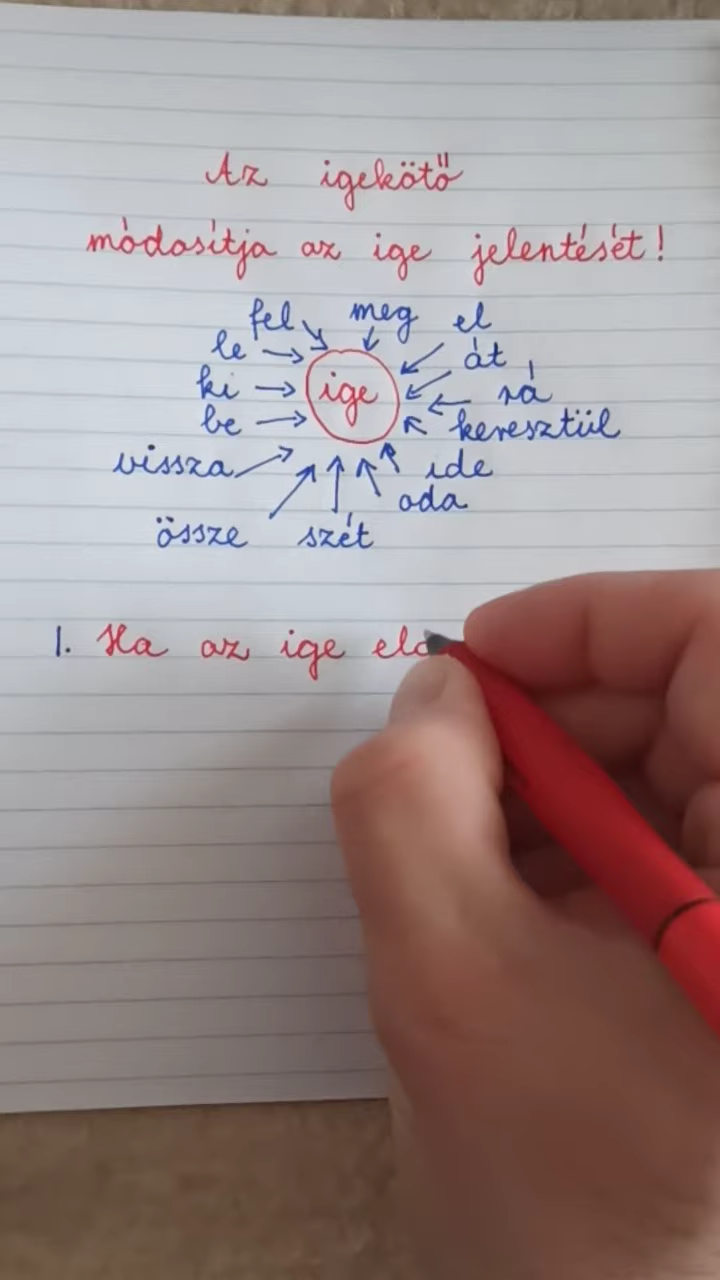 Az igekötő
módosítja az ige jelentését!
fel meg el
le át
ki ige rá
be keresztül
vissza ide
oda
össze szét
1. Ha az ige elő